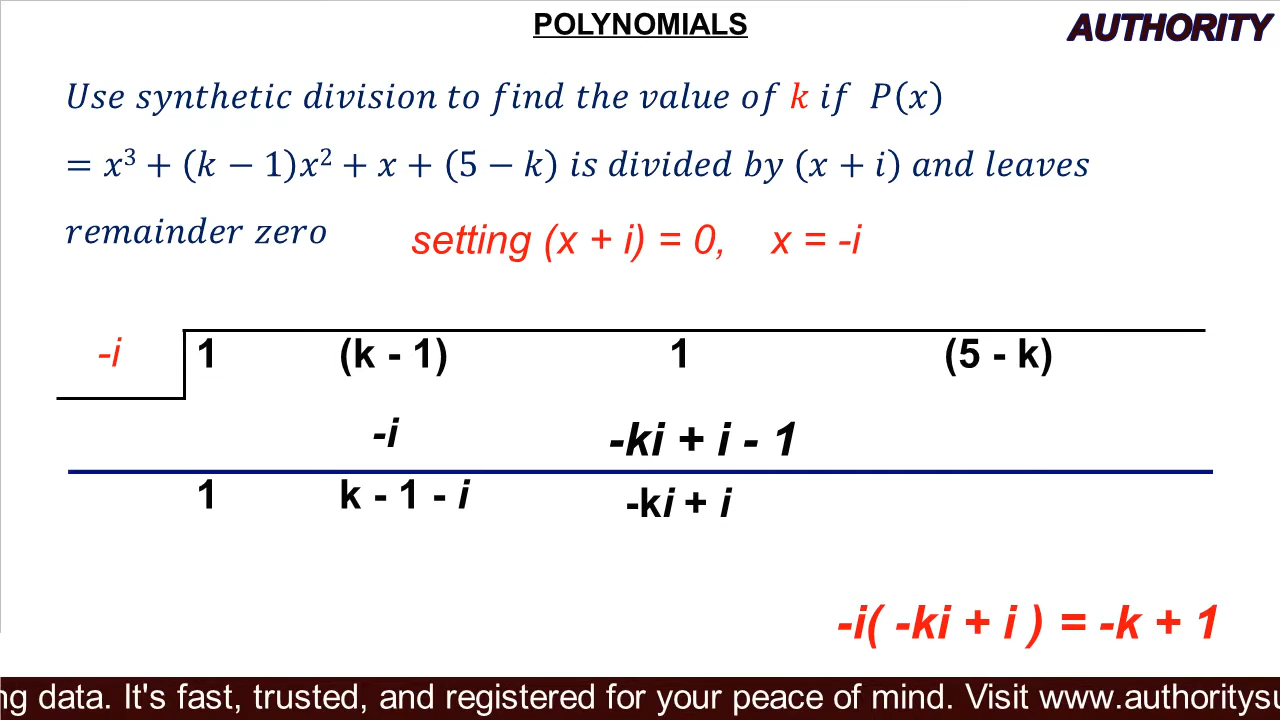 POLYNOMIALS
AUTHORITY
Use synthetic division to find the value of k if P(x)
= x³ + (k − 1)x² + x + (5 − k) is divided by (x + i) and leaves
remainder zero
setting (x + i) = 0, x = -i
-i 1 (k - 1) 1 (5 - k)
-i -ki + i - 1
1 k - 1 - i -ki + i
-i( -ki + i ) = -k + 1
ng data. It's fast, trusted, and registered for your peace of mind. Visit www.authoritysu